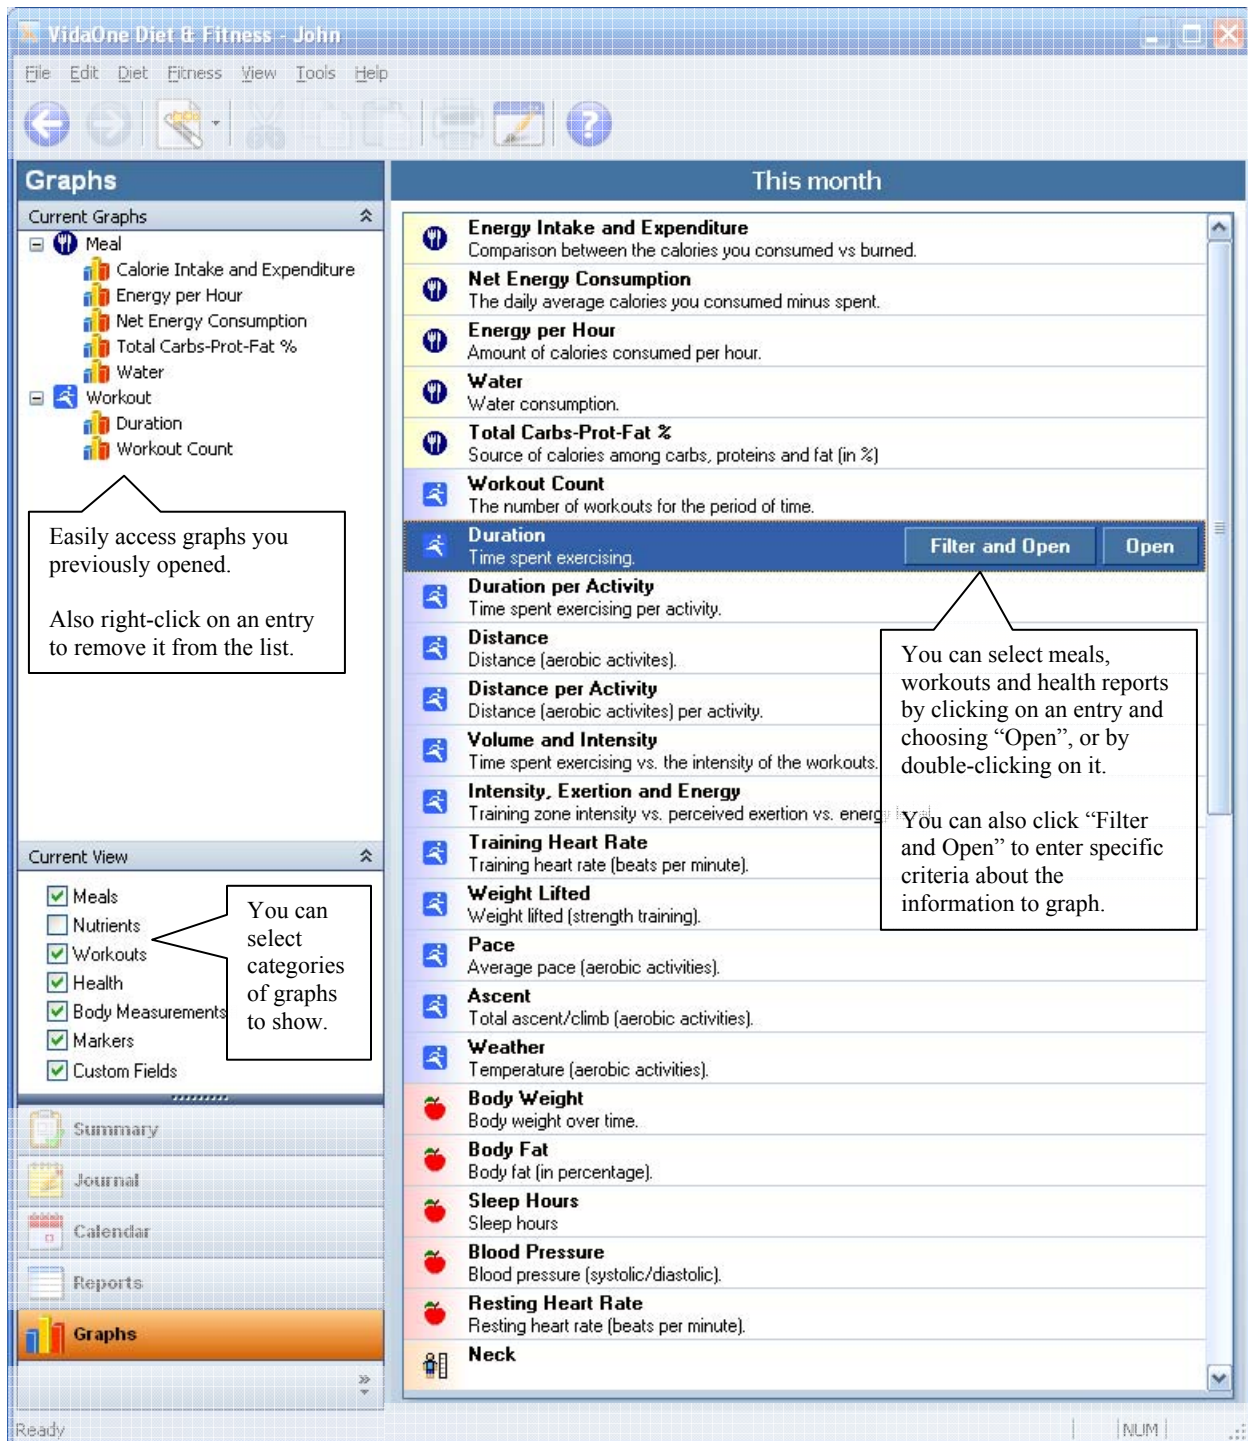 VidaOne Diet & Fitness - John
File Edit Diet Fitness View Tools Help
Graphs
Current Graphs
Meal
Calorie Intake and Expenditure
Energy per Hour
Net Energy Consumption
Total Carbs-Prot-Fat %
Water
Workout
Duration
Workout Count
Easily access graphs you
previously opened.
Also right-click on an entry
to remove it from the list.
Current View
Meals
Nutrients
Workouts
Health
Body Measurements
Markers
Custom Fields
You can
select
categories
of graphs
to show.
Summary
Journal
Calendar
Reports
Graphs
This month
Energy Intake and Expenditure
Comparison between the calories you consumed vs burned.
Net Energy Consumption
The daily average calories you consumed minus spent.
Energy per Hour
Amount of calories consumed per hour.
Water
Water consumption.
Total Carbs-Prot-Fat %
Source of calories among carbs, proteins and fat (in %)
Workout Count
The number of workouts for the period of time.
Duration
Time spent exercising.
Filter and Open Open
Duration per Activity
Time spent exercising per activity.
Distance
Distance (aerobic activites).
Distance per Activity
Distance (aerobic activites) per activity.
Volume and Intensity
Time spent exercising vs. the intensity of the workouts.
Intensity, Exertion and Energy
Training zone intensity vs. perceived exertion vs. energy
Training Heart Rate
Training heart rate (beats per minute).
Weight Lifted
Weight lifted (strength training).
Pace
Average pace (aerobic activities).
Ascent
Total ascent/climb (aerobic activities).
Weather
Temperature (aerobic activities).
Body Weight
Body weight over time.
Body Fat
Body fat (in percentage).
Sleep Hours
Sleep hours
Blood Pressure
Blood pressure (systolic/diastolic).
Resting Heart Rate
Resting heart rate (beats per minute).
Neck
You can select meals,
workouts and health reports
by clicking on an entry and
choosing “Open”, or by
double-clicking on it.
You can also click “Filter
and Open” to enter specific
criteria about the
information to graph.
Ready
NUM